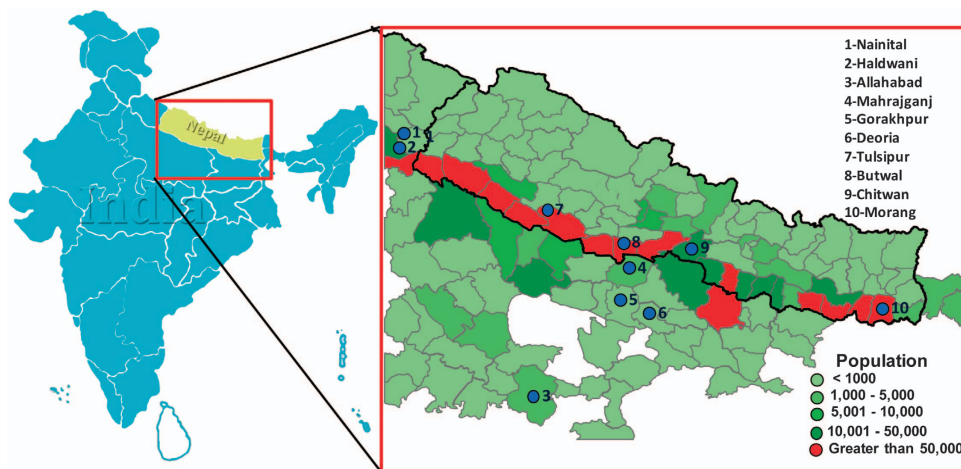 India
Nepal
1-Nainital
2-Haldwani
3-Allahabad
4-Mahrajganj
5-Gorakhpur
6-Deoria
7-Tulsipur
8-Butwal
9-Chitwan
10-Morang
1
1
2
7
8
9
4
5
6
10
3
Population
< 1000
1,000 - 5,000
5,001 - 10,000
10,001 - 50,000
Greater than 50,000